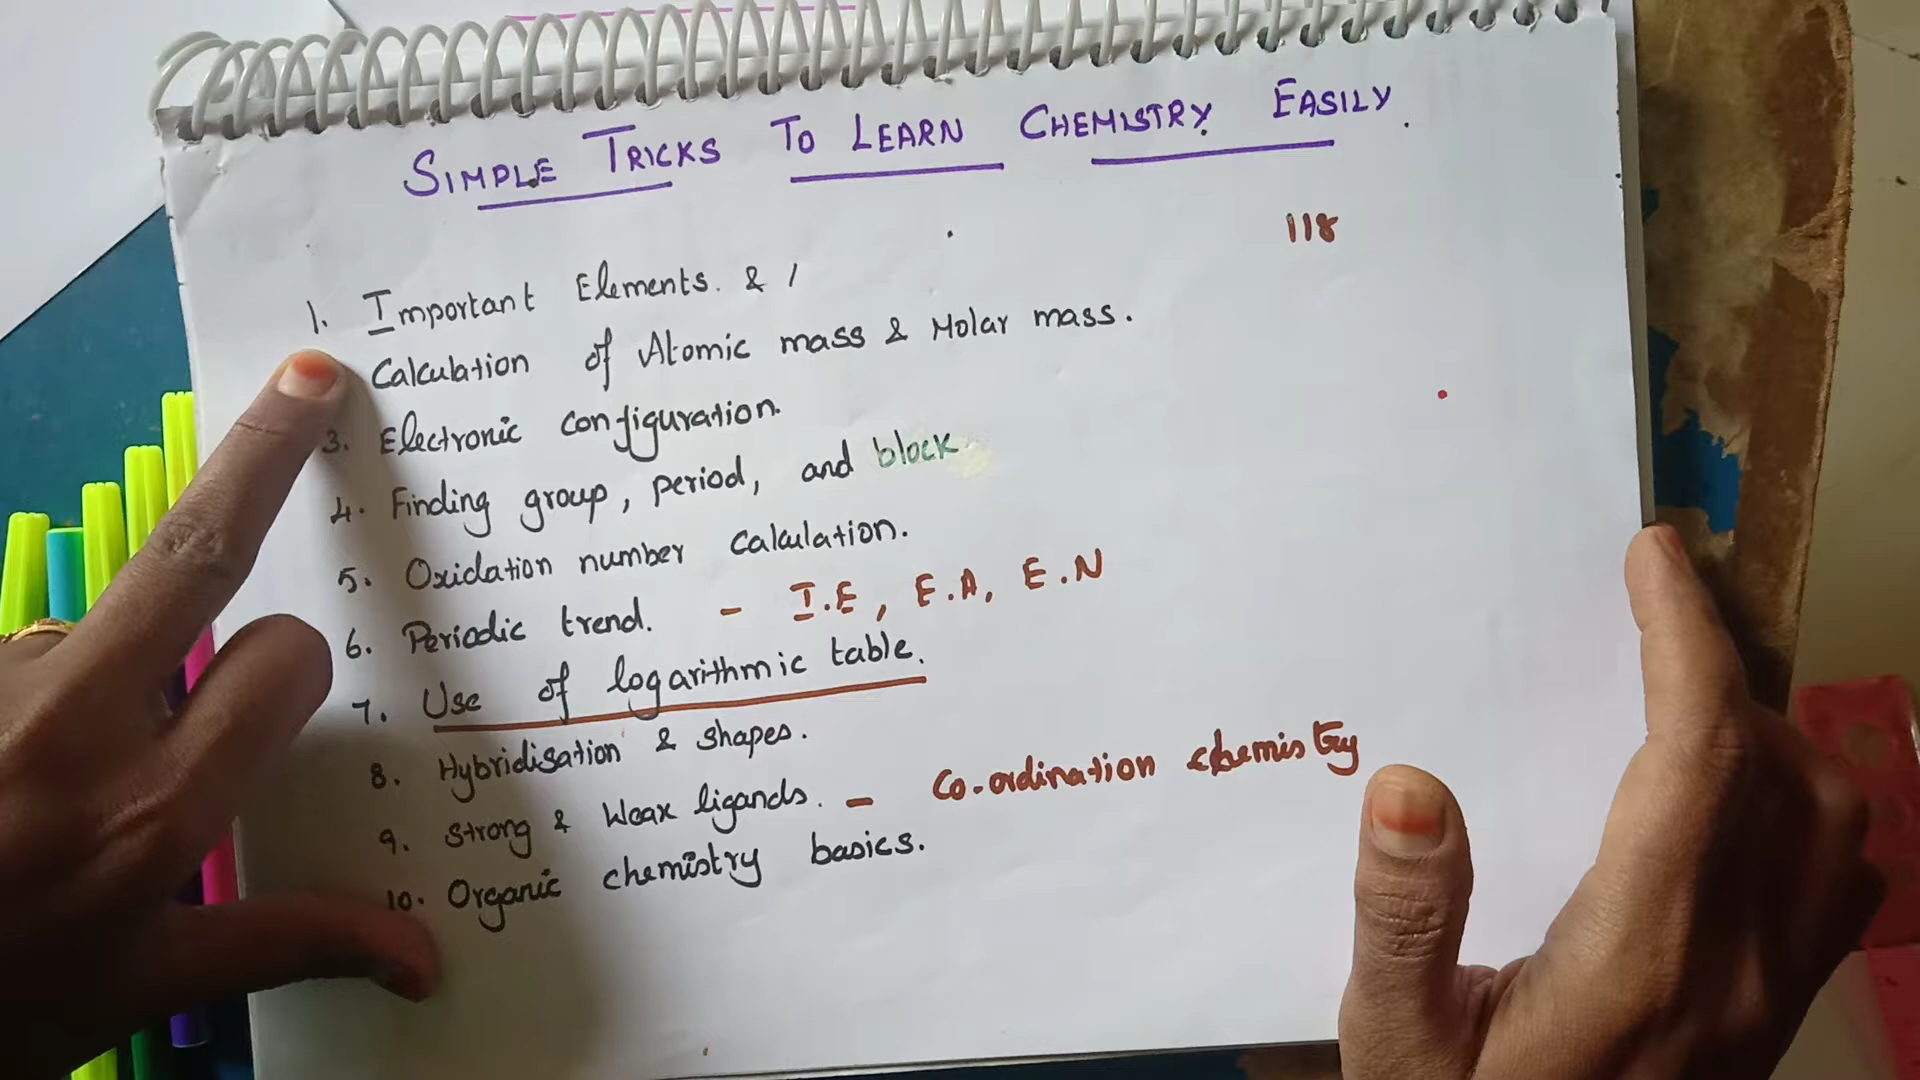 SIMPLE TRICKS TO LEARN CHEMISTRY EASILY.
118
1. Important Elements. & /
Calculation of Atomic mass & Molar mass.
3. Electronic configuration.
4. Finding group, period, and block
5. Oxidation number calculation.
6. Periodic trend. - I.E, E.A, E.N
7. Use of logarithmic table.
8. Hybridisation & shapes.
9. Strong & Weak ligands. - Co-ordination chemistry
10. Organic chemistry basics.